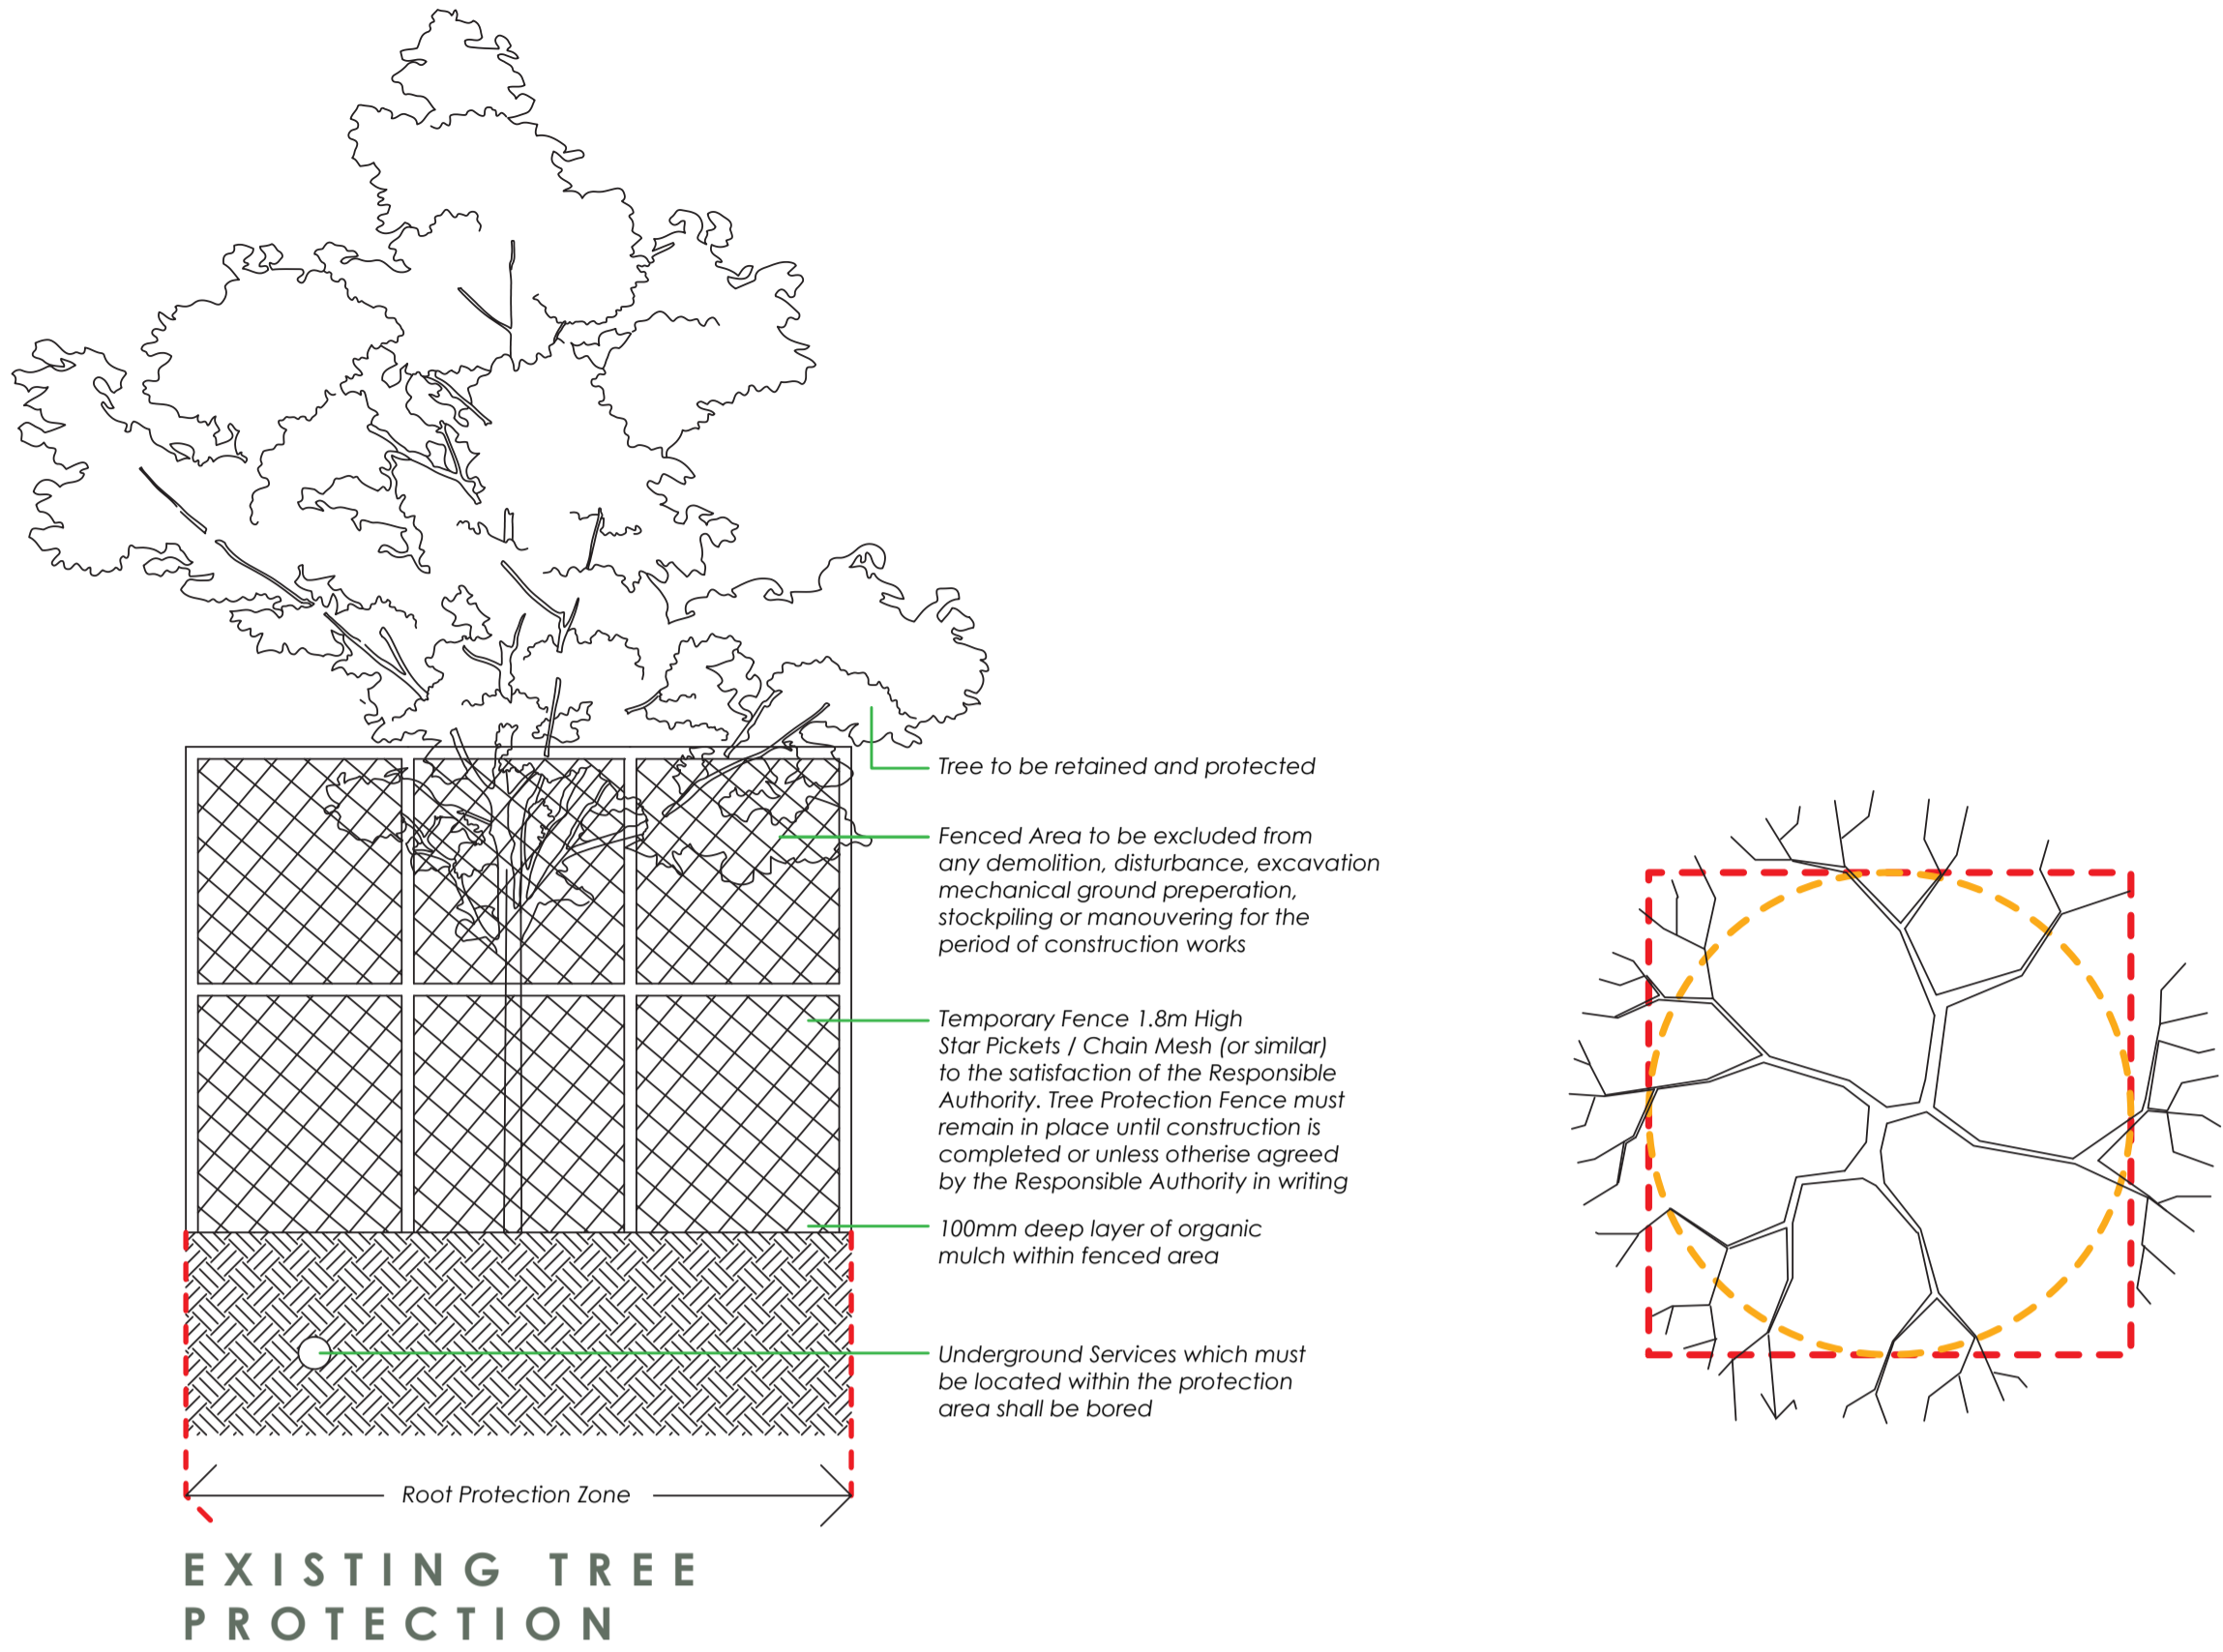 Tree to be retained and protected
Fenced Area to be excluded from
any demolition, disturbance, excavation
mechanical ground preperation,
stockpiling or manouvering for the
period of construction works
Temporary Fence 1.8m High
Star Pickets / Chain Mesh (or similar)
to the satisfaction of the Responsible
Authority. Tree Protection Fence must
remain in place until construction is
completed or unless otherise agreed
by the Responsible Authority in writing
100mm deep layer of organic
mulch within fenced area
Underground Services which must
be located within the protection
area shall be bored
Root Protection Zone
EXISTING TREE
PROTECTION